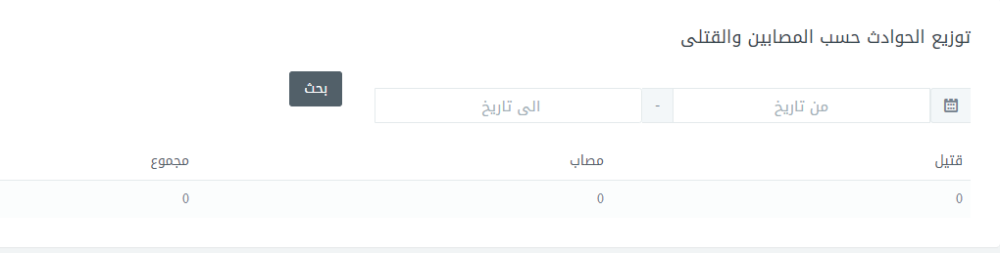 توزيع الحوادث حسب المصابين والقتلى
من تاريخ - الى تاريخ بحث
قتيل مصاب مجموع
0 0 0